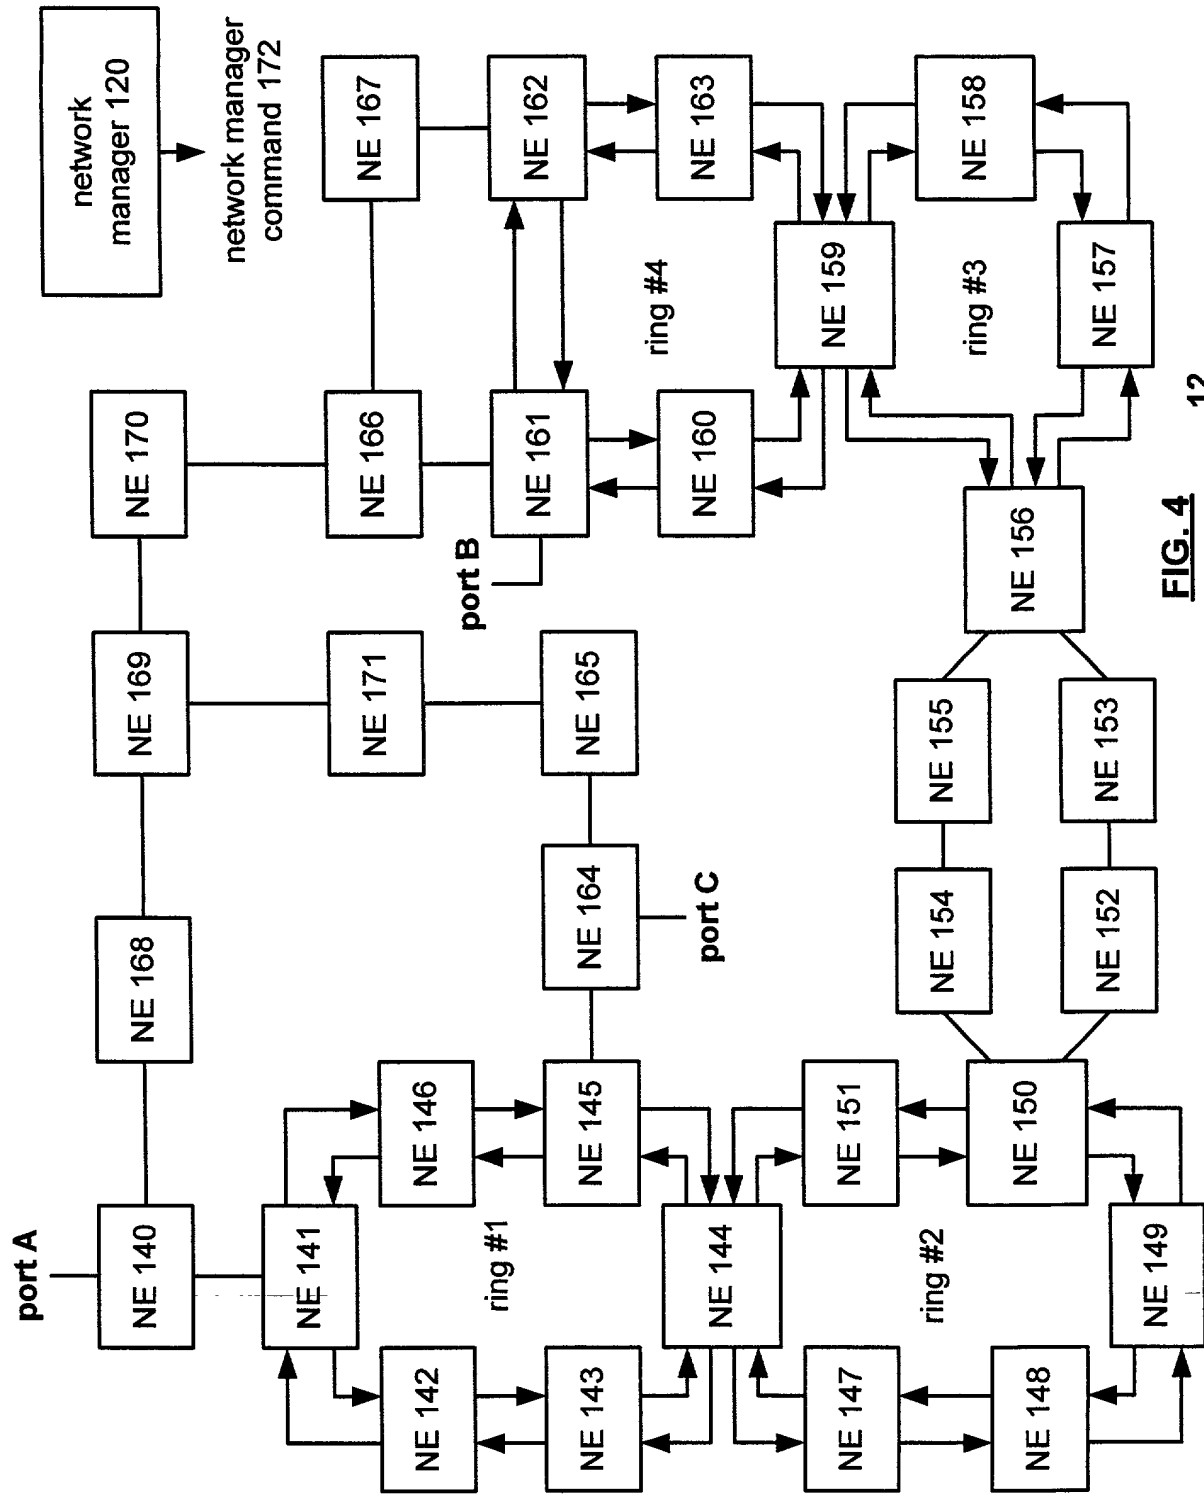 network
manager 120
network manager
command 172
port A
NE 140
NE 168
NE 169
NE 170
NE 141
NE 142
NE 143
NE 146
NE 145
ring #1
NE 144
NE 147
NE 148
NE 149
NE 150
NE 151
ring #2
NE 171
NE 165
NE 164
port C
NE 154
NE 155
NE 152
NE 153
NE 156
NE 166
NE 167
port B
NE 161
NE 162
NE 160
NE 163
ring #4
NE 159
NE 158
ring #3
NE 157
FIG. 4
12